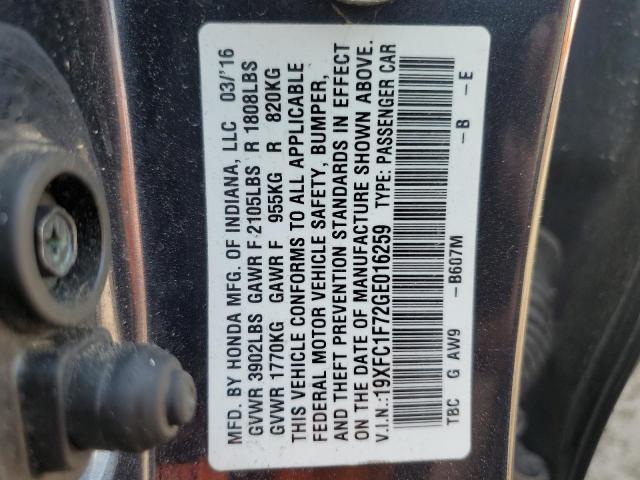 MFD. BY HONDA MFG. OF INDIANA, LLC 03/'16
GVWR 3902LBS GAWR F 2105LBS R 1808LBS
GVWR 1770KG GAWR F 955KG R 820KG
THIS VEHICLE CONFORMS TO ALL APPLICABLE
FEDERAL MOTOR VEHICLE SAFETY, BUMPER,
AND THEFT PREVENTION STANDARDS IN EFFECT
ON THE DATE OF MANUFACTURE SHOWN ABOVE.
V.I.N.:19XFC1F72GE016259 TYPE: PASSENGER CAR
TBC G AW9 -B607M -B -E